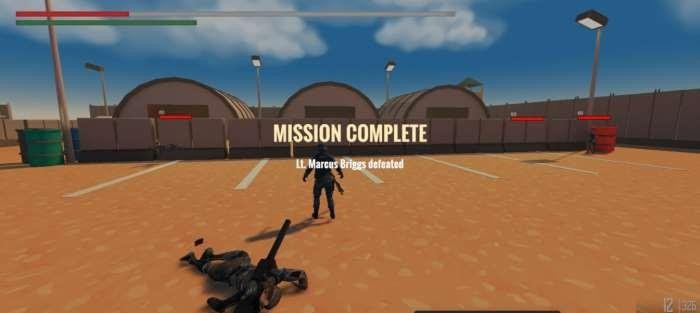 MISSION COMPLETE
Lt. Marcus Briggs defeated
12 | 326